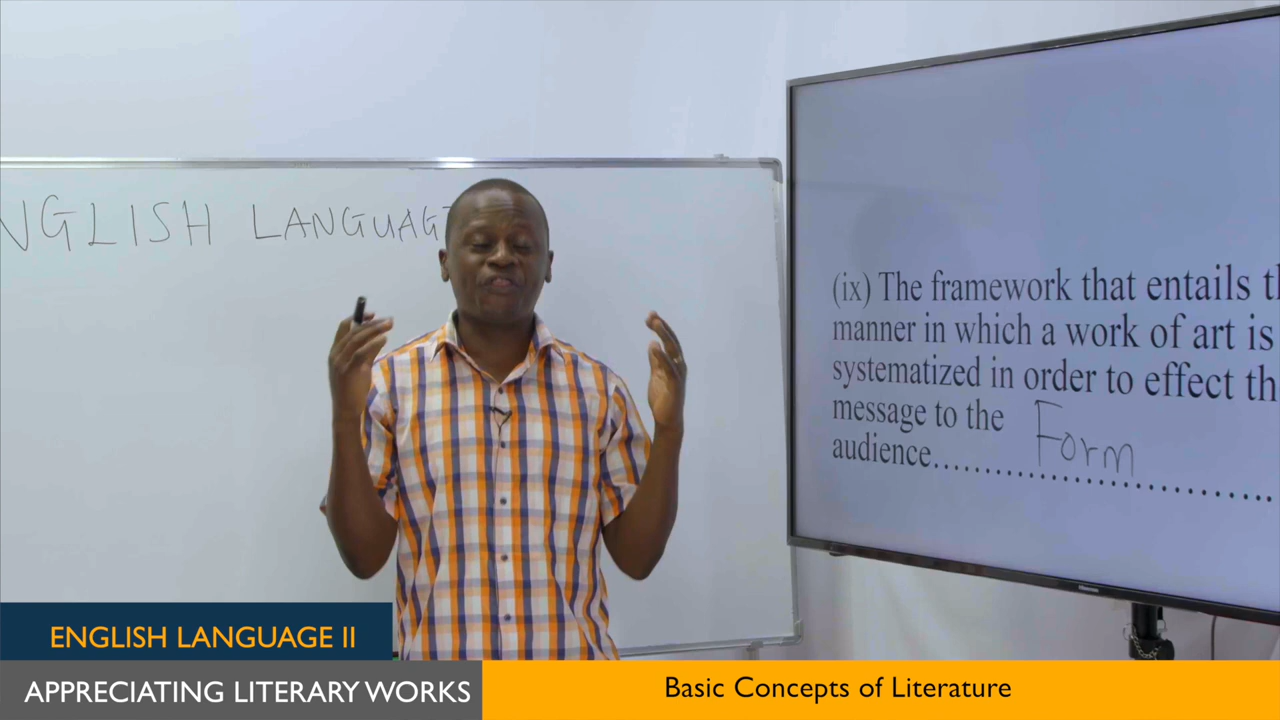 NGLISH LANGUAG
(ix) The framework that entails th
manner in which a work of art is
systematized in order to effect th
message to the Form
audience....................................
ENGLISH LANGUAGE II
APPRECIATING LITERARY WORKS
Basic Concepts of Literature